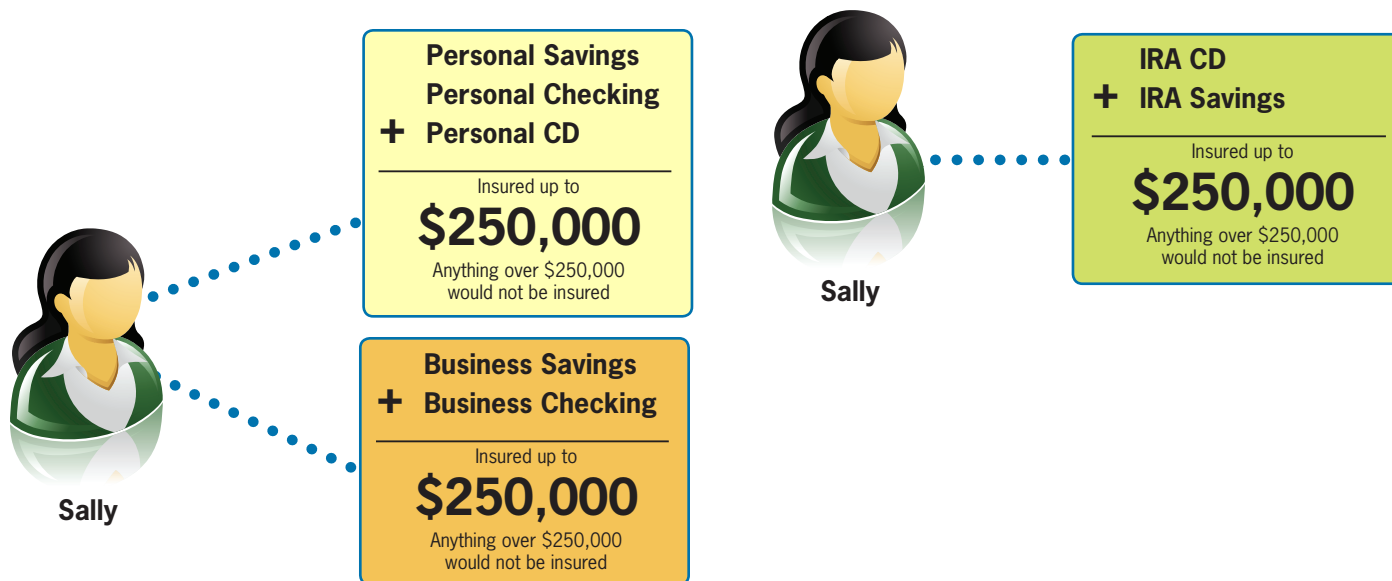 Personal Savings
Personal Checking
+ Personal CD
Insured up to
$250,000
Anything over $250,000
would not be insured
Business Savings
+ Business Checking
Insured up to
$250,000
Anything over $250,000
would not be insured
Sally
IRA CD
+ IRA Savings
Insured up to
$250,000
Anything over $250,000
would not be insured
Sally